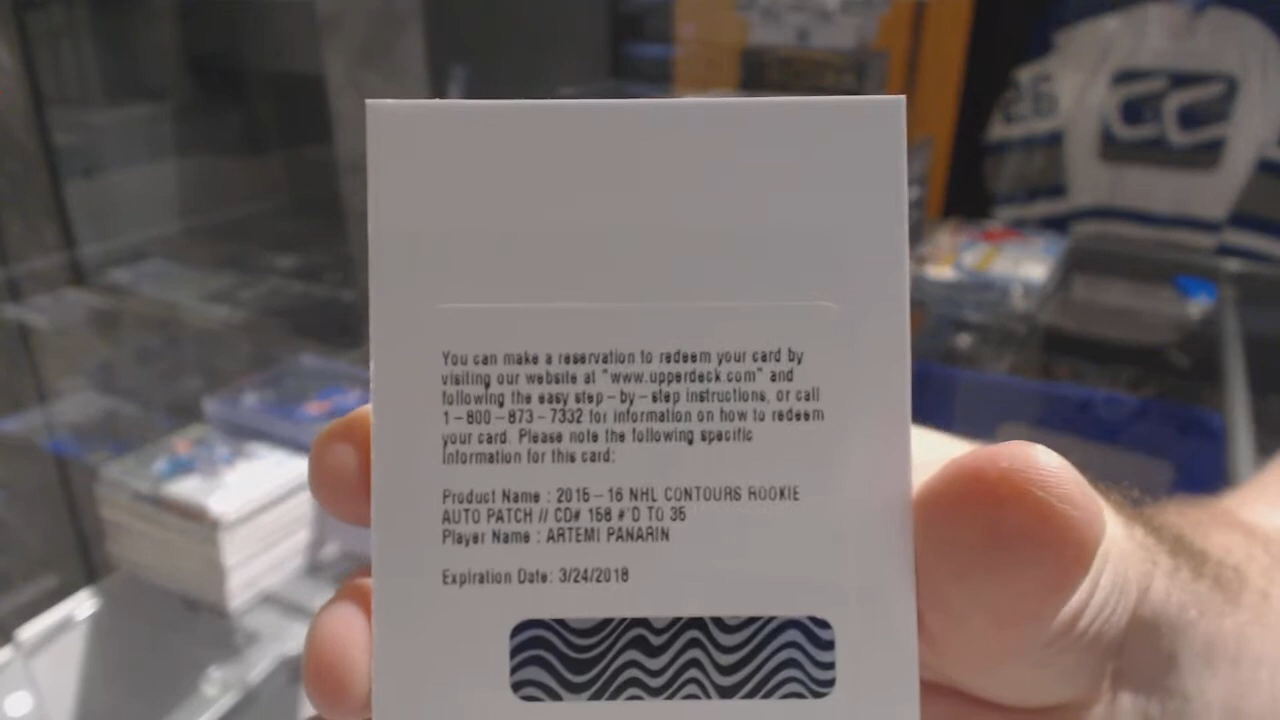 You can make a reservation to redeem your card by
visiting our website at "www.upperdeck.com" and
following the easy step-by-step instructions, or call
1-800-873-7332 for information on how to redeem
your card. Please note the following specific
information for this card:
Product Name : 2015-16 NHL CONTOURS ROOKIE
AUTO PATCH // CD# 158 #'D TO 35
Player Name : ARTEMI PANARIN
Expiration Date: 3/24/2018